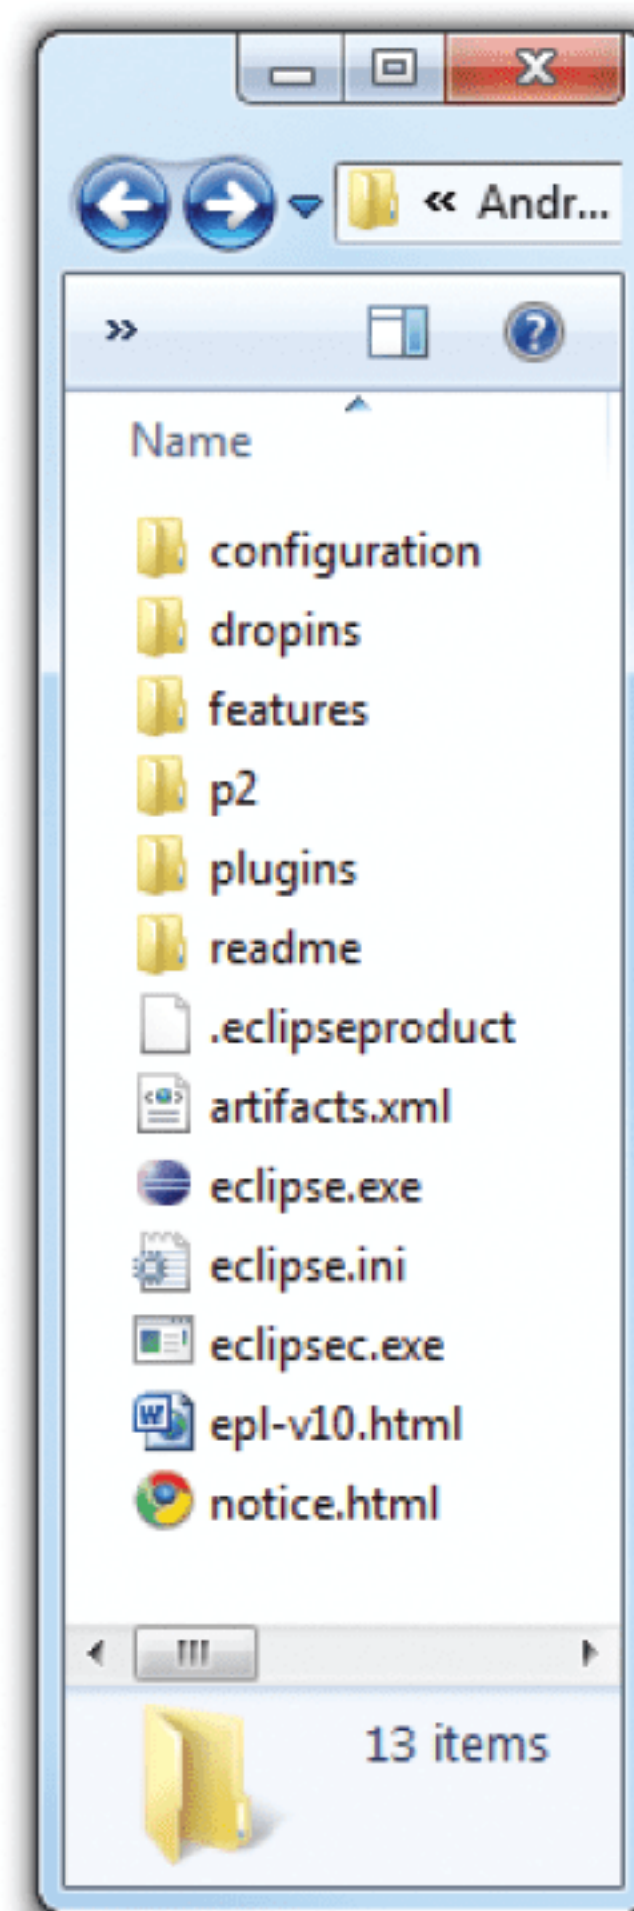 « Andr...
»
Name
configuration
dropins
features
p2
plugins
readme
.eclipseproduct
artifacts.xml
eclipse.exe
eclipse.ini
eclipsec.exe
epl-v10.html
notice.html
13 items